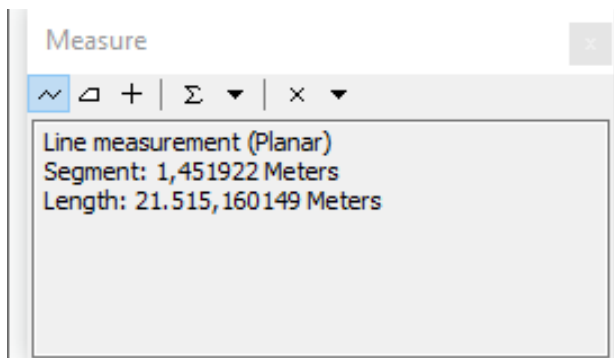 Measure
Line measurement (Planar)
Segment: 1,451922 Meters
Length: 21.515,160149 Meters